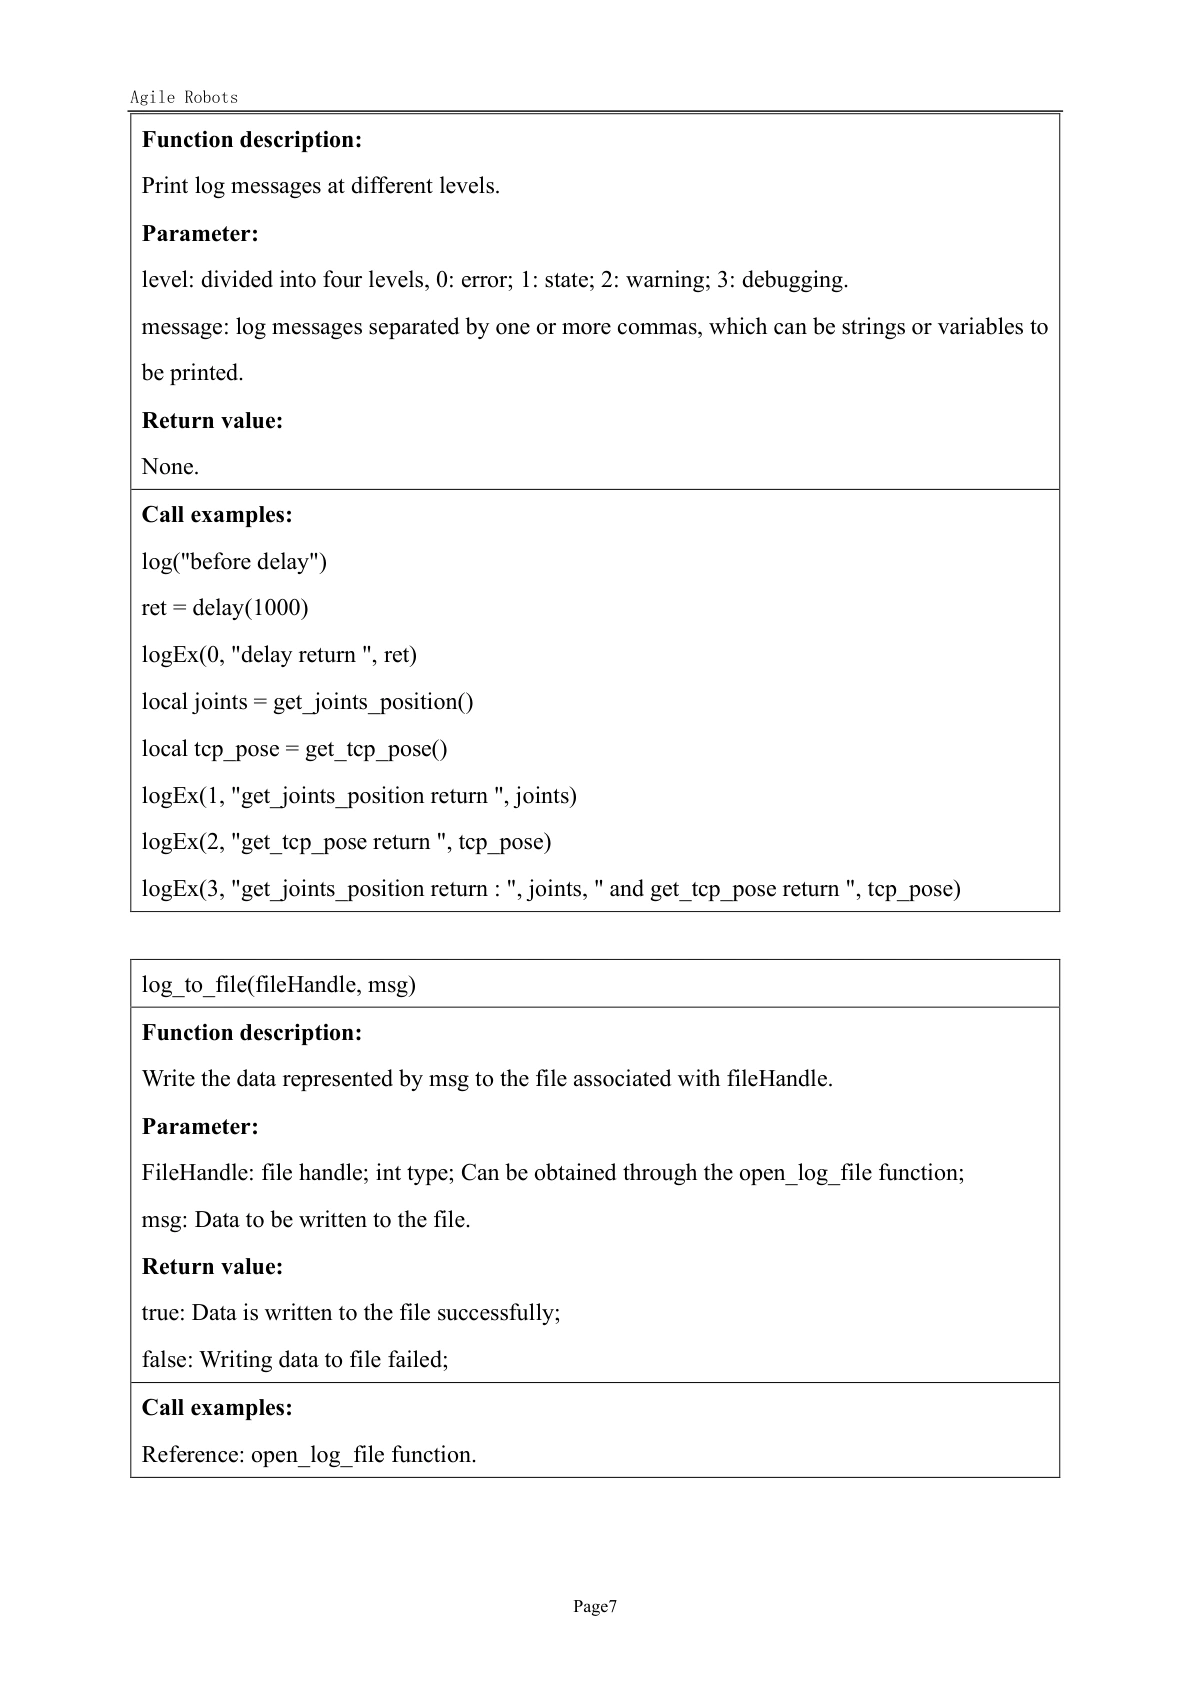 Agile Robots
Function description:
Print log messages at different levels.
Parameter:
level: divided into four levels, 0: error; 1: state; 2: warning; 3: debugging.
message: log messages separated by one or more commas, which can be strings or variables to
be printed.
Return value:
None.
Call examples:
log("before delay")
ret = delay(1000)
logEx(0, "delay return ", ret)
local joints = get_joints_position()
local tcp_pose = get_tcp_pose()
logEx(1, "get_joints_position return ", joints)
logEx(2, "get_tcp_pose return ", tcp_pose)
logEx(3, "get_joints_position return : ", joints, " and get_tcp_pose return ", tcp_pose)
log_to_file(fileHandle, msg)
Function description:
Write the data represented by msg to the file associated with fileHandle.
Parameter:
FileHandle: file handle; int type; Can be obtained through the open_log_file function;
msg: Data to be written to the file.
Return value:
true: Data is written to the file successfully;
false: Writing data to file failed;
Call examples:
Reference: open_log_file function.
Page7